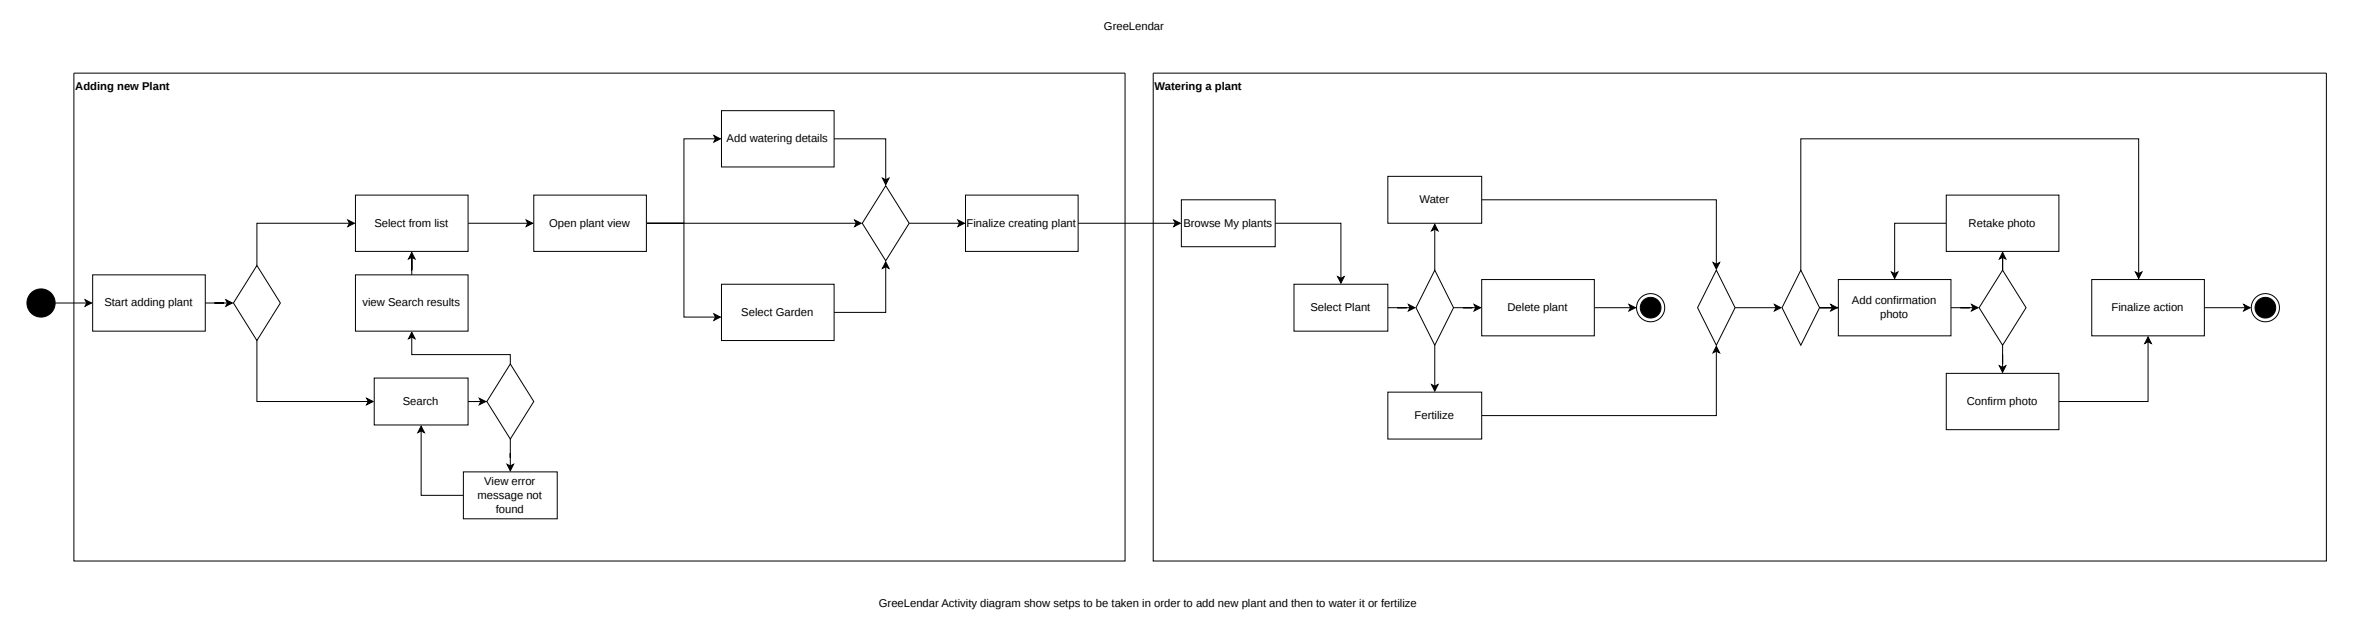 GreeLendar
Adding new Plant
Start adding plant
Select from list
view Search results
Search
View error
message not
found
Open plant view
Add watering details
Select Garden
Finalize creating plant
Watering a plant
Browse My plants
Select Plant
Water
Delete plant
Fertilize
Add confirmation
photo
Retake photo
Confirm photo
Finalize action
GreeLendar Activity diagram show setps to be taken in order to add new plant and then to water it or fertilize